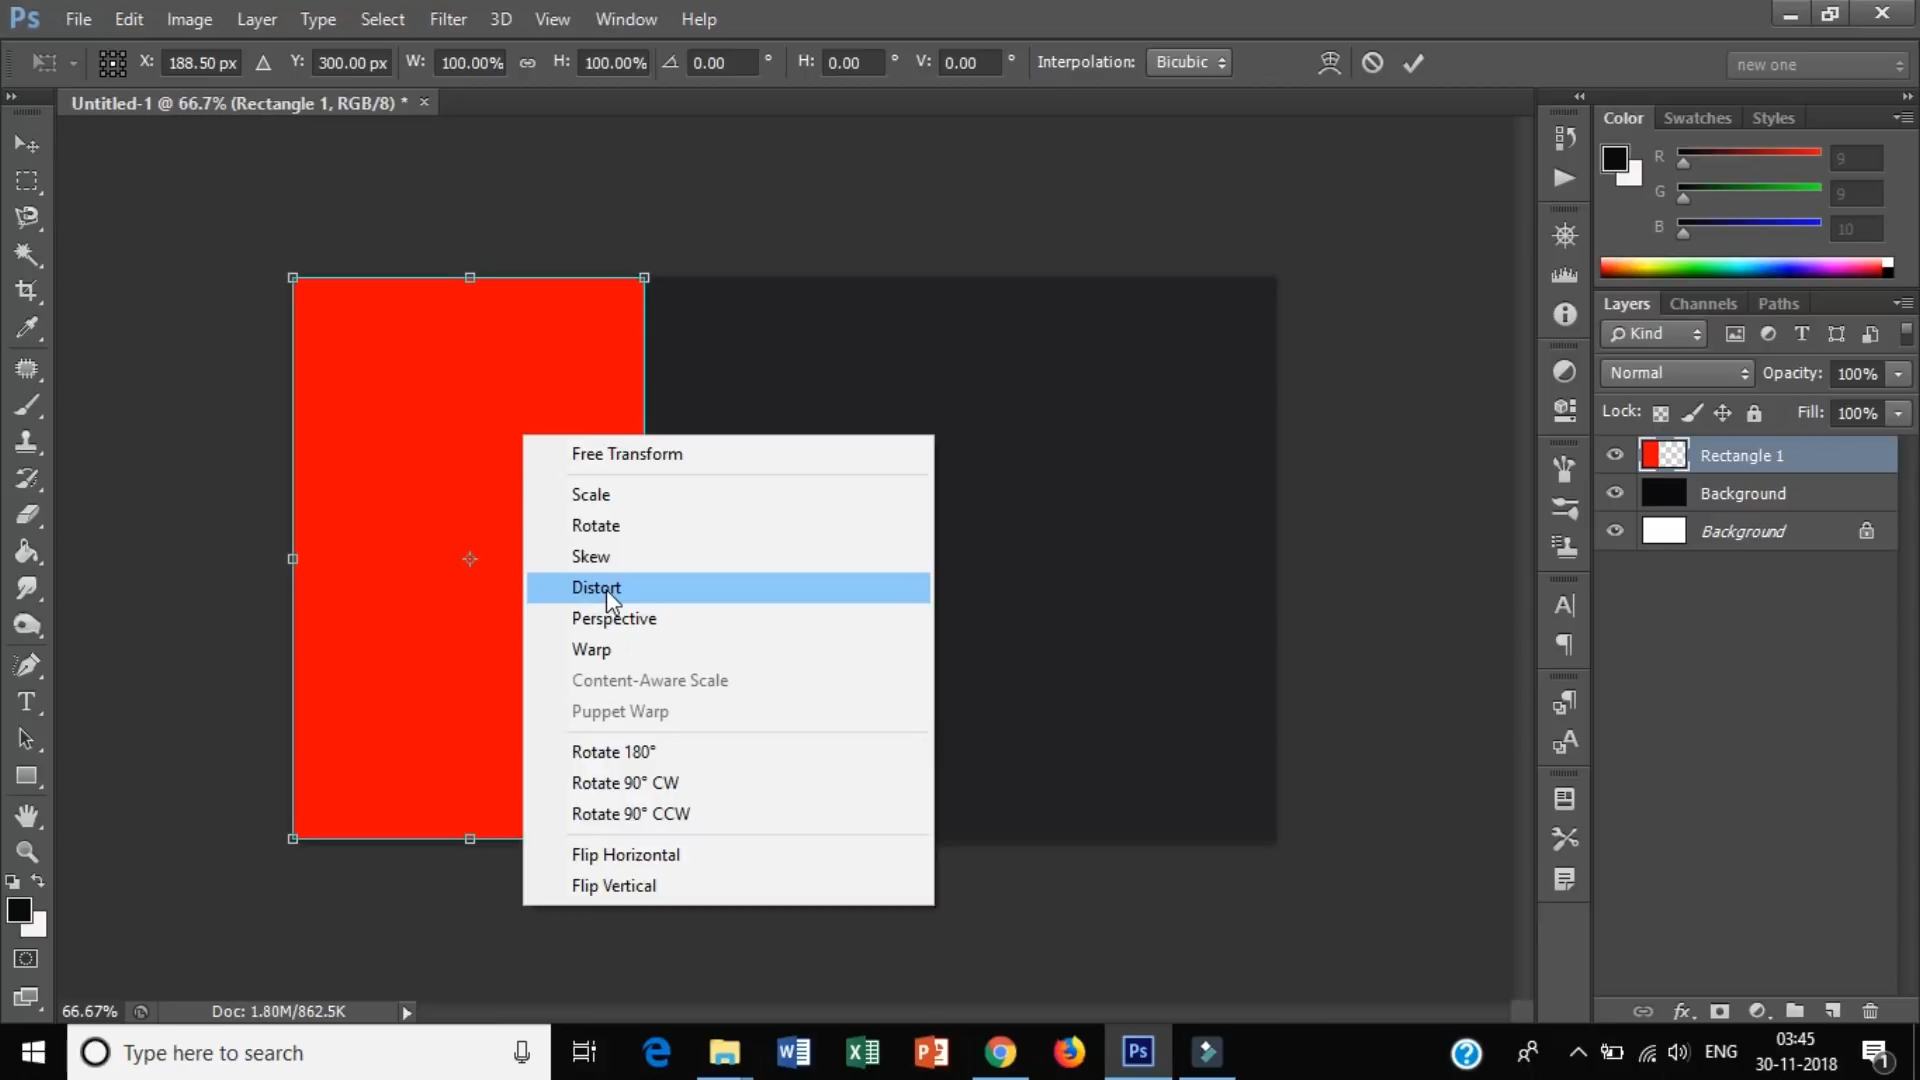 Ps File Edit Image Layer Type Select Filter 3D View Window Help
X: 188.50 px Y: 300.00 px W: 100.00% H: 100.00% 0.00 ° H: 0.00 ° V: 0.00 ° Interpolation: Bicubic new one
Untitled-1 @ 66.7% (Rectangle 1, RGB/8) * ×
Color Swatches Styles
R 9
G 9
B 10
Layers Channels Paths
Kind
Normal Opacity: 100%
Lock: Fill: 100%
Rectangle 1
Background
Background
Free Transform
Scale
Rotate
Skew
Distort
Perspective
Warp
Content-Aware Scale
Puppet Warp
Rotate 180°
Rotate 90° CW
Rotate 90° CCW
Flip Horizontal
Flip Vertical
66.67% Doc: 1.80M/862.5K
Type here to search
ENG
03:45
30-11-2018
1